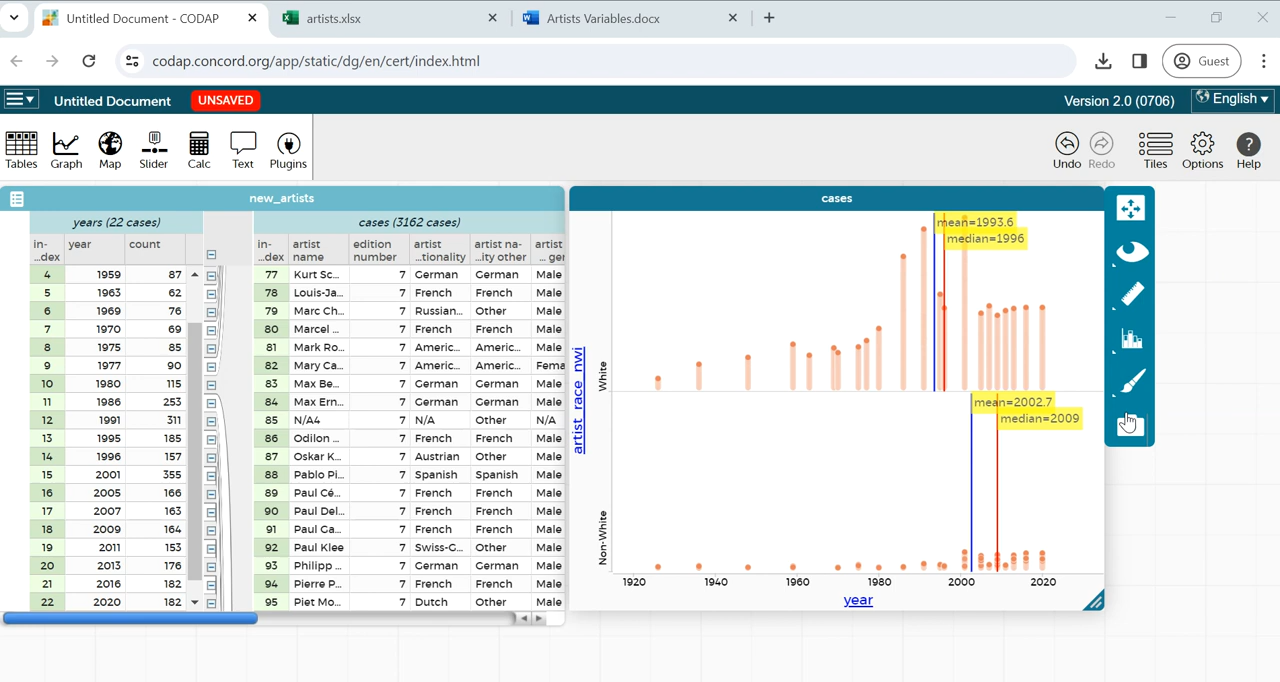 Untitled Document - CODAP
artists.xlsx
Artists Variables.docx
codap.concord.org/app/static/dg/en/cert/index.html
Guest
Untitled Document UNSAVED
Version 2.0 (0706) English
Tables Graph Map Slider Calc Text Plugins
Undo Redo Tiles Options Help
new_artists
years (22 cases) cases (3162 cases)
in-
..dex year count
in-
..dex artist name edition number artist ...tionality artist na- ...ity other artist ... ger
4 1959 87 77 Kurt Sc... 7 German German Male
5 1963 62 78 Louis-Ja... 7 French French Male
6 1969 76 79 Marc Ch... 7 Russian... Other Male
7 1970 69 80 Marcel ... 7 French French Male
8 1975 85 81 Mark Ro... 7 Americ... Americ... Male
9 1977 90 82 Mary Ca... 7 Americ... Americ... Fema
10 1980 115 83 Max Be... 7 German German Male
11 1986 253 84 Max Ern... 7 German German Male
12 1991 311 85 N/A4 7 N/A Other N/A
13 1995 185 86 Odilon ... 7 French French Male
14 1996 157 87 Oskar K... 7 Austrian Other Male
15 2001 355 88 Pablo Pi... 7 Spanish Spanish Male
16 2005 166 89 Paul Cé... 7 French French Male
17 2007 163 90 Paul Del... 7 French French Male
18 2009 164 91 Paul Ca... 7 French French Male
19 2011 153 92 Paul Klee 7 Swiss-G... Other Male
20 2013 176 93 Philipp ... 7 German German Male
21 2016 182 94 Pierre P... 7 French French Male
22 2020 182 95 Piet Mo... 7 Dutch Other Male
cases
mean=1993.6
median=1996
White
artist_race_nwi
mean=2002.7
median=2009
Non-White
1920 1940 1960 1980 2000 2020
year